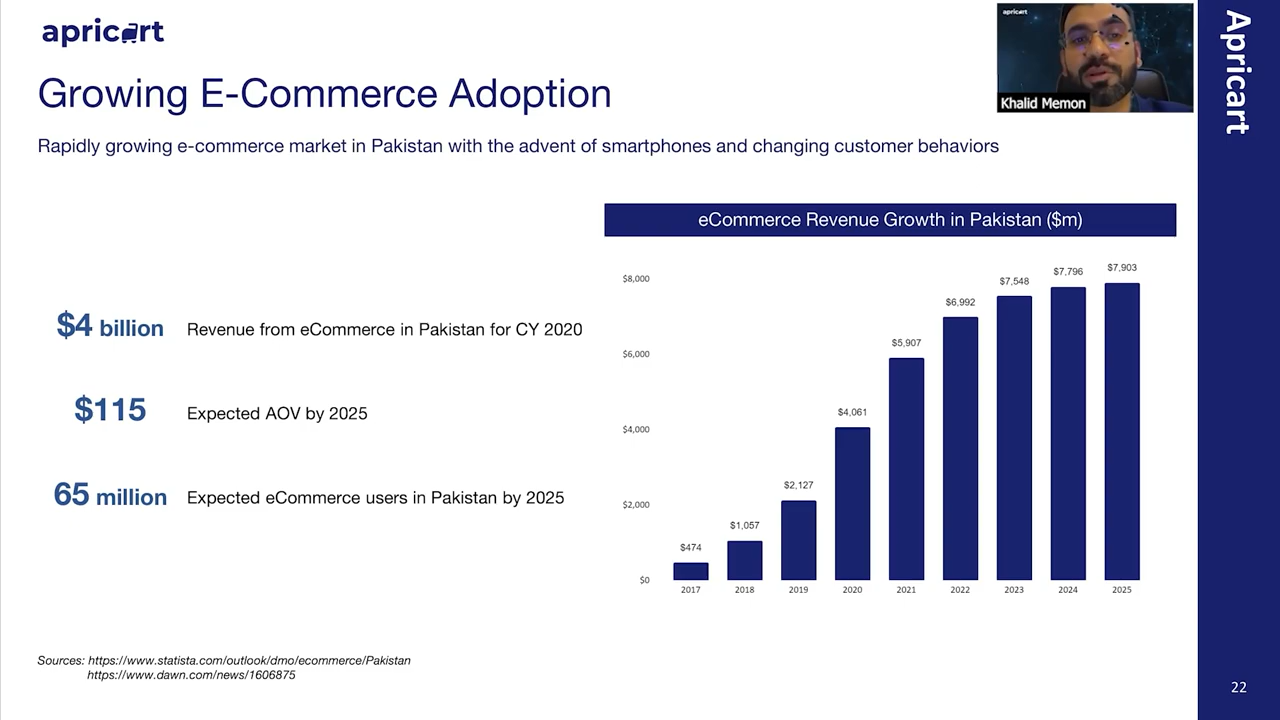 apricart
Growing E-Commerce Adoption
Rapidly growing e-commerce market in Pakistan with the advent of smartphones and changing customer behaviors
apricart
Khalid Memon
Apricart
$4 billion
Revenue from eCommerce in Pakistan for CY 2020
$115
Expected AOV by 2025
65 million
Expected eCommerce users in Pakistan by 2025
eCommerce Revenue Growth in Pakistan ($m)
$8,000
$6,000
$4,000
$2,000
$0
$474
$1,057
$2,127
$4,061
$5,907
$6,992
$7,548
$7,796
$7,903
2017
2018
2019
2020
2021
2022
2023
2024
2025
Sources: https://www.statista.com/outlook/dmo/ecommerce/Pakistan
https://www.dawn.com/news/1606875
22